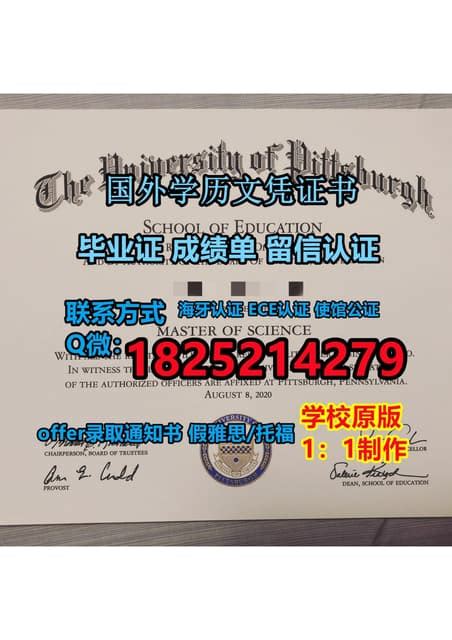 The University of Pittsburgh
国外学历文凭证书
SCHOOL OF EDUCATION
毕业证 成绩单 留信认证
联系方式 海牙认证 ECE认证 使馆公证
MASTER OF SCIENCE
Q微:1825214279
IN WITNESS
OF THE AUTHORIZED OFFICERS ARE AFFIXED AT PITTSBURGH, PENNSYLVANIA.
AUGUST 8, 2020
学校原版
1：1制作
offer录取通知书 假雅思/托福
CHAIRPERSON, BOARD OF TRUSTEES
PROVOST
DEAN, SCHOOL OF EDUCATION